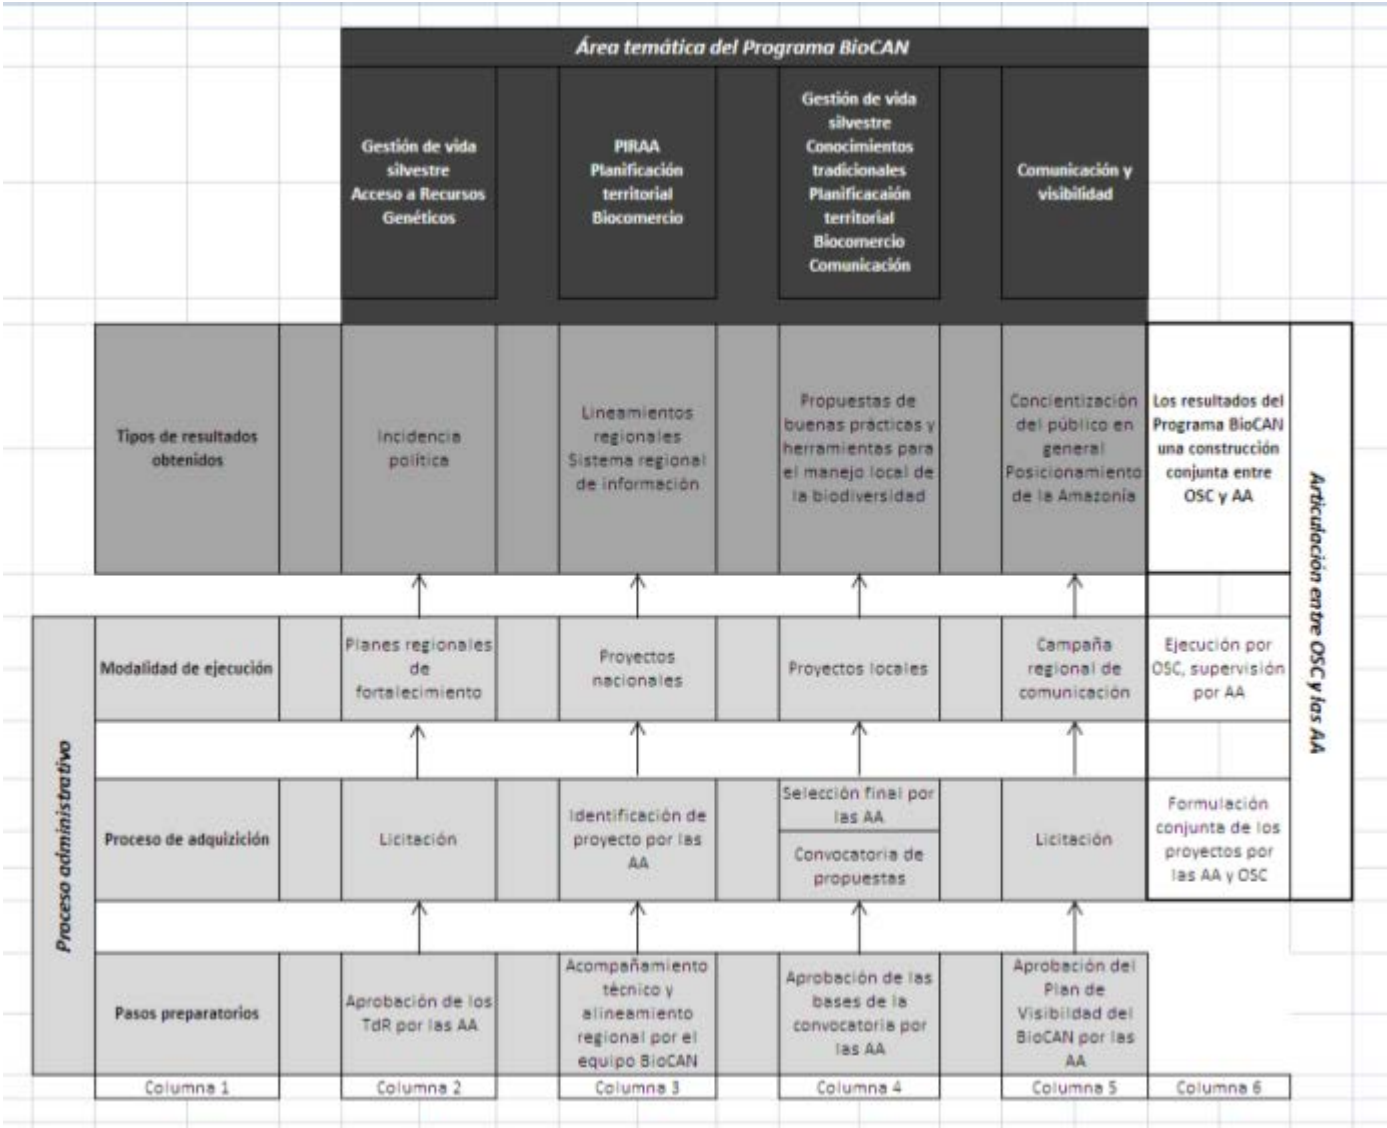 Área temática del Programa BioCAN
Gestión de vida
silvestre
Acceso a Recursos
Genéticos
PIRAA
Planificación
territorial
Biocomercio
Gestión de vida
silvestre
Conocimientos
tradicionales
Planificacaión
territorial
Biocomercio
Comunicación
Comunicación y
visibilidad
Tipos de resultados
obtenidos
Incidencia
política
Lineamientos
regionales
Sistema regional
de información
Propuestas de
buenas prácticas y
herramientas para
el manejo local de
la biodiversidad
Concientización
del público en
general
Posicionamiento
de la Amazonía
Los resultados del
Programa BioCAN
una construcción
conjunta entre
OSC y AA
Articulación entre OSC y las AA
Proceso administrativo
Modalidad de ejecución
Planes regionales
de
fortalecimiento
Proyectos
nacionales
Proyectos locales
Campaña
regional de
comunicación
Ejecución por
OSC, supervisión
por AA
Proceso de adquizición
Licitación
Identificación de
proyecto por las
AA
Selección final por
las AA
Convocatoria de
propuestas
Licitación
Formulación
conjunta de los
proyectos por
las AA y OSC
Pasos preparatorios
Aprobación de los
TdR por las AA
Acompañamiento
técnico y
alineamiento
regional por el
equipo BioCAN
Aprobación de las
bases de la
convocatoria por
las AA
Aprobación del
Plan de
Visibildad del
BioCAN por las
AA
Columna 1
Columna 2
Columna 3
Columna 4
Columna 5
Columna 6